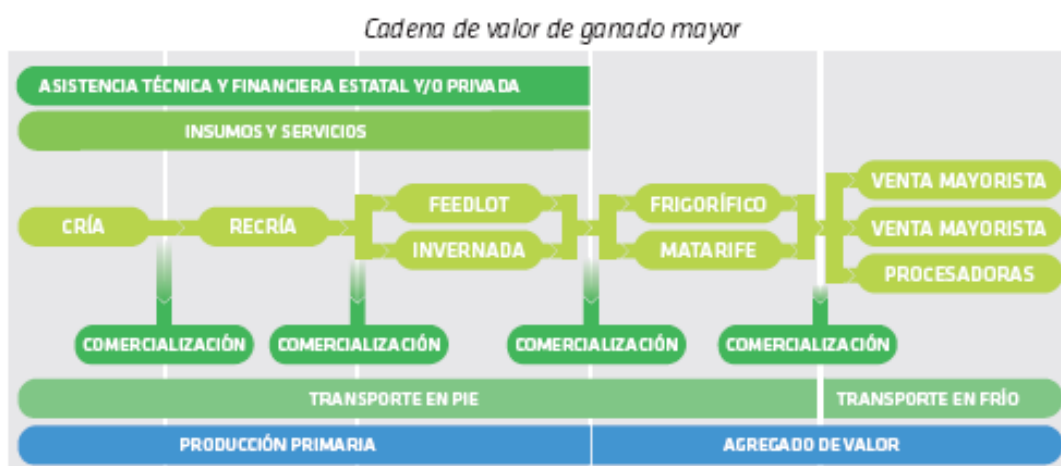 Cadena de valor de ganado mayor
ASISTENCIA TÉCNICA Y FINANCIERA ESTATAL Y/O PRIVADA
INSUMOS Y SERVICIOS
CRÍA
RECRÍA
FEEDLOT
INVERNADA
FRIGORÍFICO
MATARIFE
VENTA MAYORISTA
VENTA MAYORISTA
PROCESADORAS
COMERCIALIZACIÓN
COMERCIALIZACIÓN
COMERCIALIZACIÓN
COMERCIALIZACIÓN
TRANSPORTE EN PIE
TRANSPORTE EN FRÍO
PRODUCCIÓN PRIMARIA
AGREGADO DE VALOR